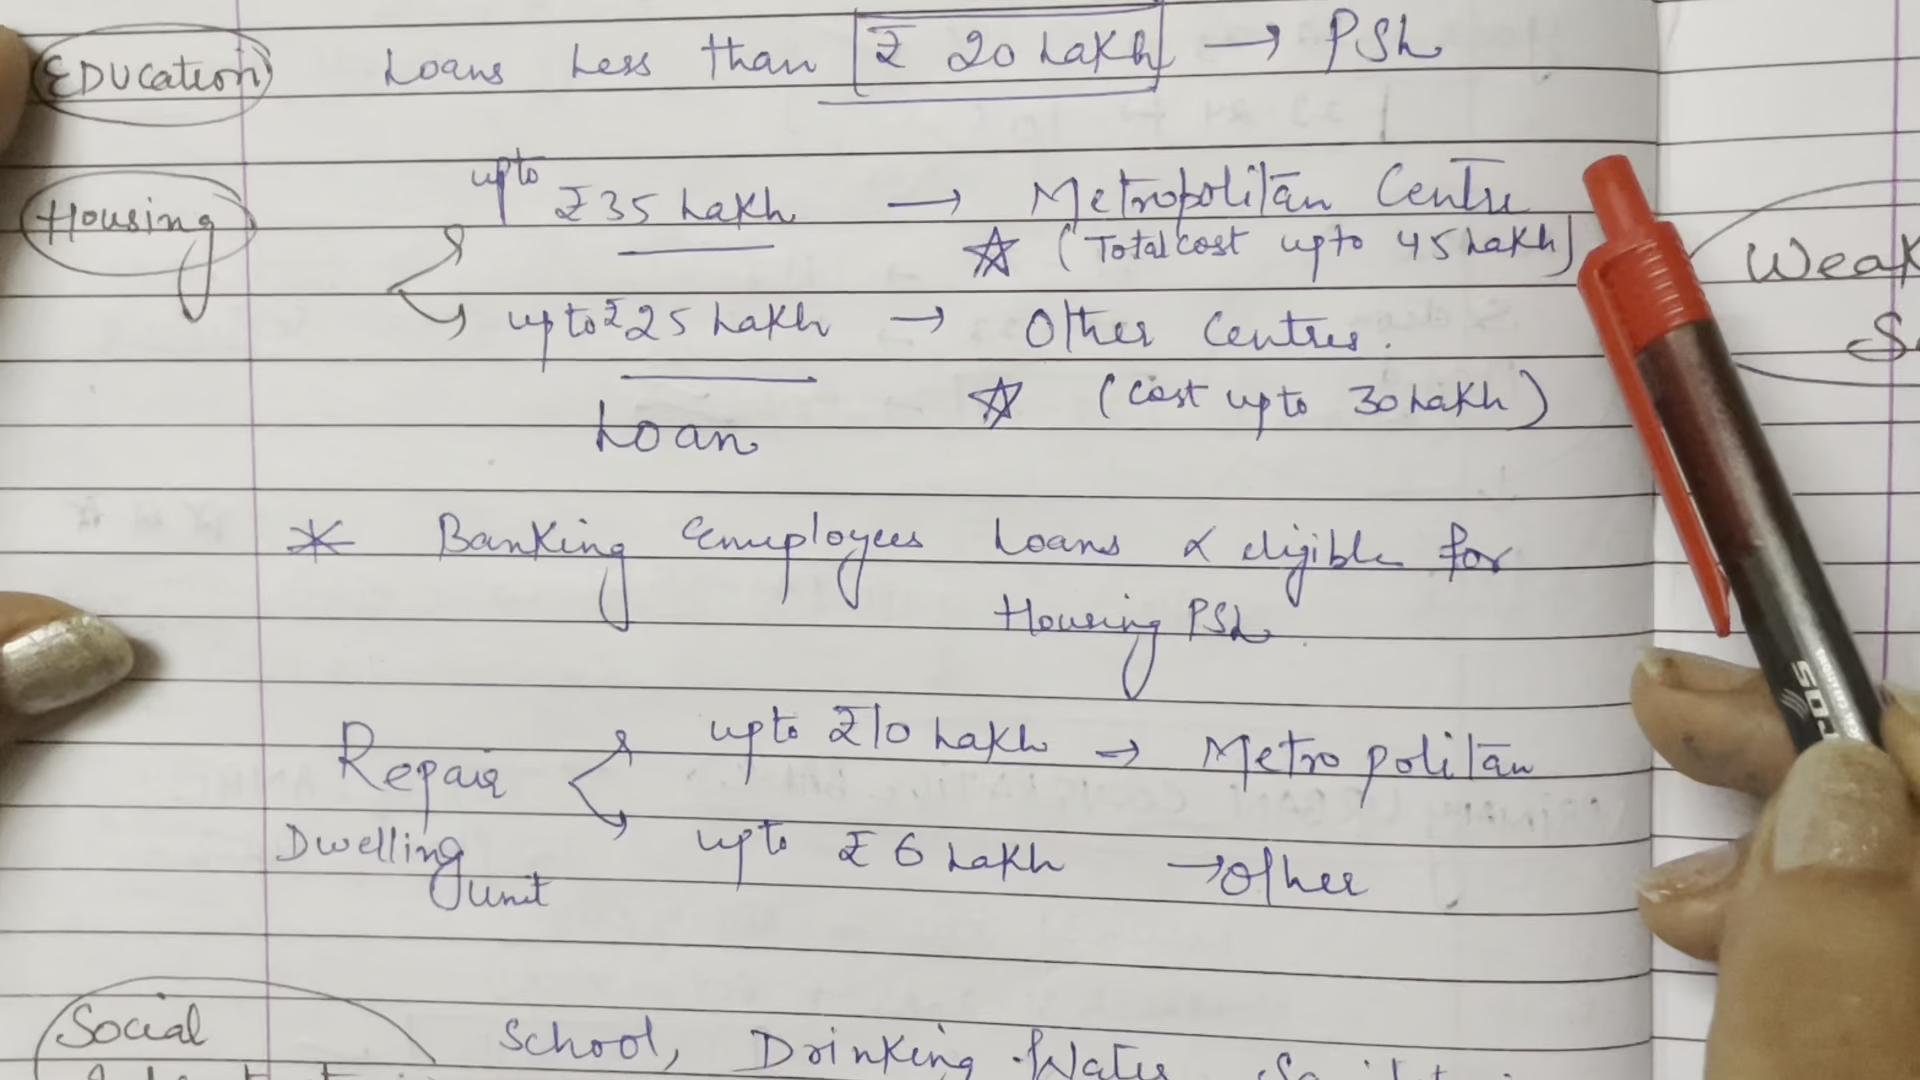 Education Loans Less than ₹ 20 Lakh → PSL
Housing upto ₹35 Lakh → Metropolitan Centre
☆ (Total cost upto 45 Lakh)
upto ₹25 Lakh → Other Centres.
☆ (Cost upto 30 Lakh)
Loan
Weak
* Banking Employees Loans eligible for
Housing PSL
Repair upto ₹10 Lakh → Metropolitan
Dwelling unit upto ₹6 Lakh → Other
Social School, Drinking Water,